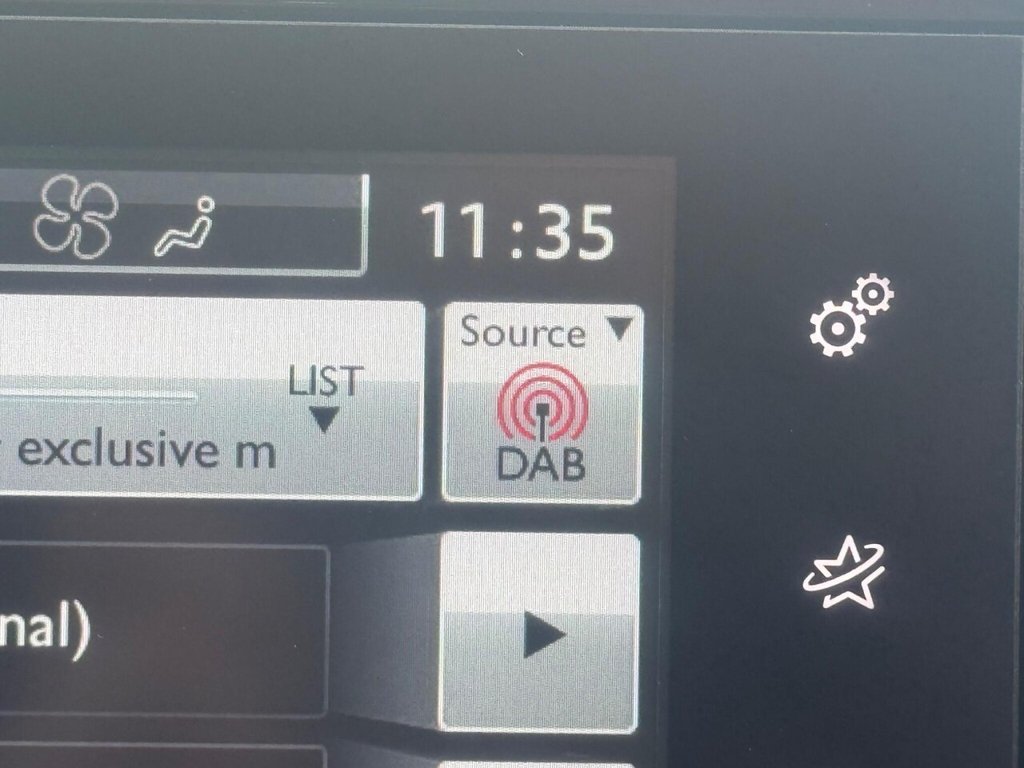 11:35
Source
LIST
exclusive m
DAB
nal)